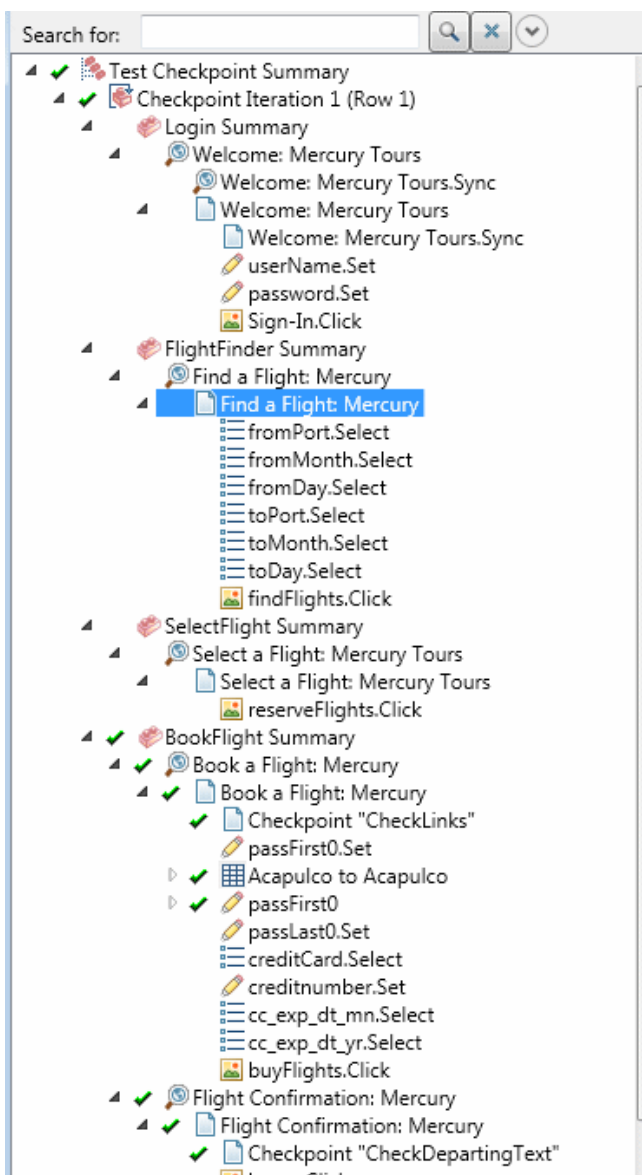 Search for:
Test Checkpoint Summary
Checkpoint Iteration 1 (Row 1)
Login Summary
Welcome: Mercury Tours
Welcome: Mercury Tours.Sync
Welcome: Mercury Tours
Welcome: Mercury Tours.Sync
userName.Set
password.Set
Sign-In.Click
FlightFinder Summary
Find a Flight: Mercury
Find a Flight: Mercury
fromPort.Select
fromMonth.Select
fromDay.Select
toPort.Select
toMonth.Select
toDay.Select
findFlights.Click
SelectFlight Summary
Select a Flight: Mercury Tours
Select a Flight: Mercury Tours
reserveFlights.Click
BookFlight Summary
Book a Flight: Mercury
Book a Flight: Mercury
Checkpoint "CheckLinks"
passFirst0.Set
Acapulco to Acapulco
passFirst0
passLast0.Set
creditCard.Select
creditnumber.Set
cc_exp_dt_mn.Select
cc_exp_dt_yr.Select
buyFlights.Click
Flight Confirmation: Mercury
Flight Confirmation: Mercury
Checkpoint "CheckDepartingText"